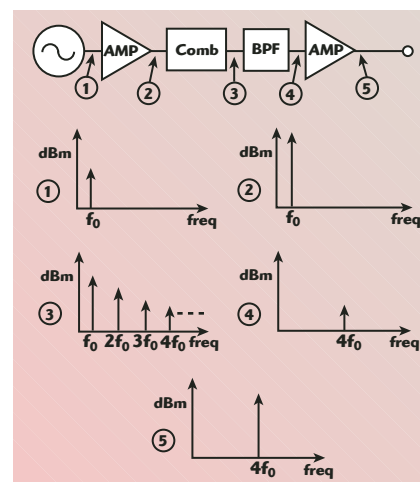 AMP Comb BPF AMP
1 2 3 4 5
dBm
1
f0 freq
dBm
2
f0 freq
dBm
3
f0 2f0 3f0 4f0 freq
dBm
4
4f0 freq
dBm
5
4f0 freq